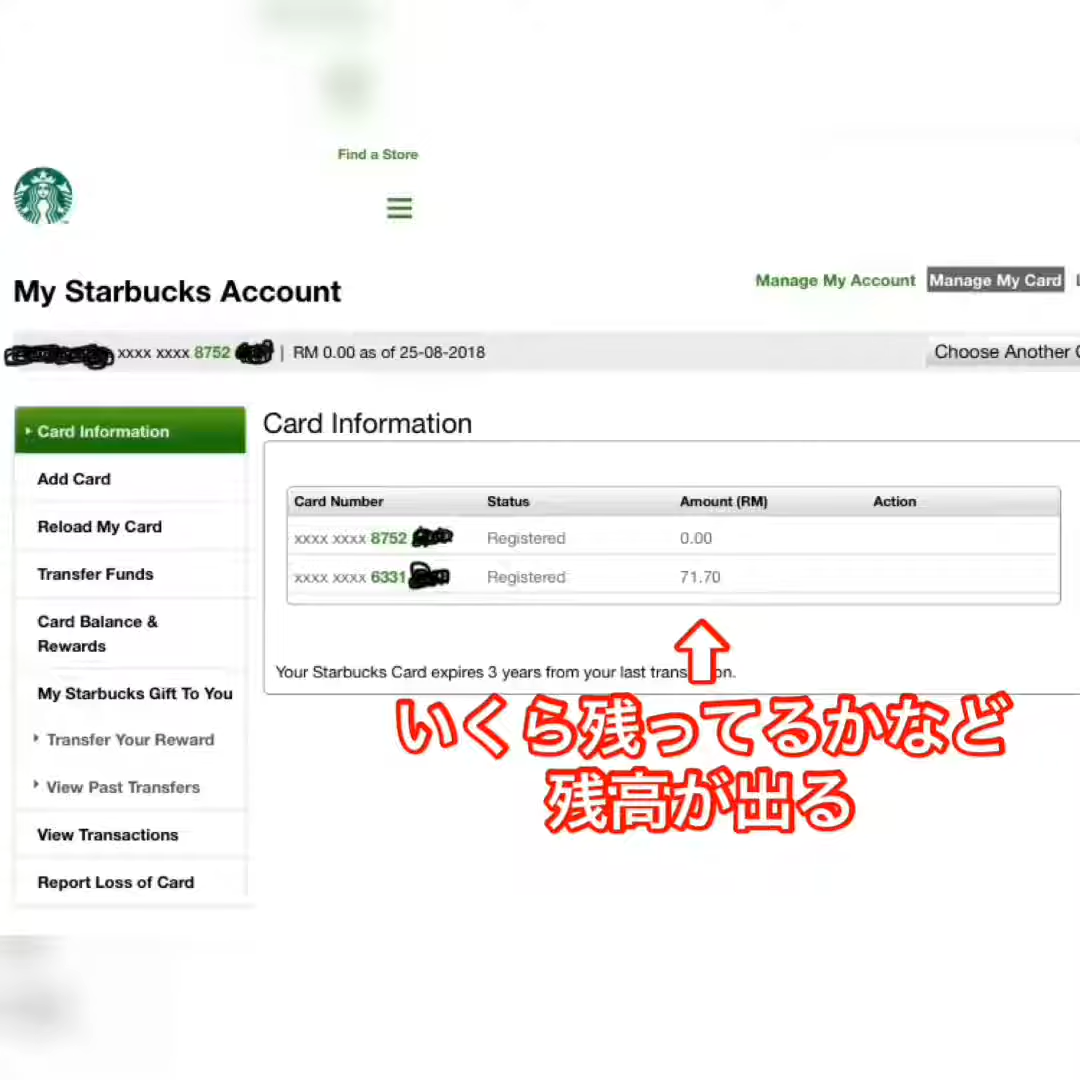 Find a Store
My Starbucks Account
Manage My Account
Manage My Card
xxxx xxxx 8752 | RM 0.00 as of 25-08-2018
Choose Another
Card Information
Add Card
Reload My Card
Transfer Funds
Card Balance &
Rewards
My Starbucks Gift To You
Transfer Your Reward
View Past Transfers
View Transactions
Report Loss of Card
Card Information
Card Number Status Amount (RM) Action
xxxx xxxx 8752 Registered 0.00
xxxx xxxx 6331 Registered 71.70
Your Starbucks Card expires 3 years from your last transon.
いくら残ってるかなど
残高が出る